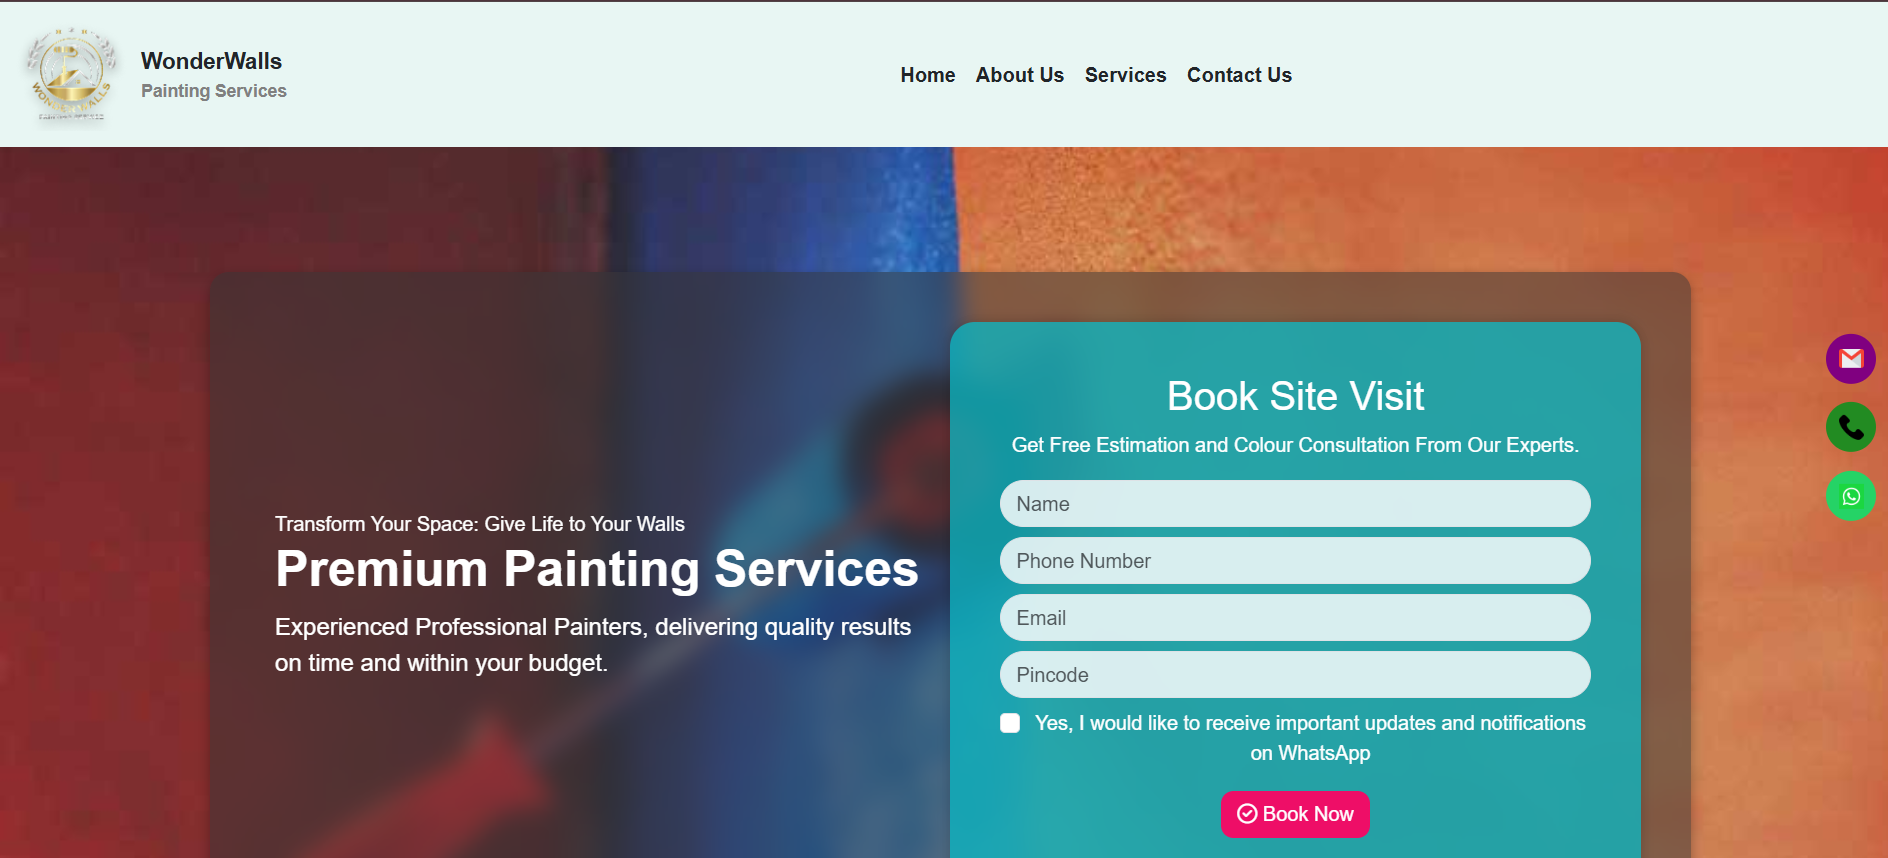 WonderWalls
Painting Services
WONDERWALLS
Home About Us Services Contact Us
Transform Your Space: Give Life to Your Walls
Premium Painting Services
Experienced Professional Painters, delivering quality results
on time and within your budget.
Book Site Visit
Get Free Estimation and Colour Consultation From Our Experts.
Name
Phone Number
Email
Pincode
Yes, I would like to receive important updates and notifications
on WhatsApp
Book Now